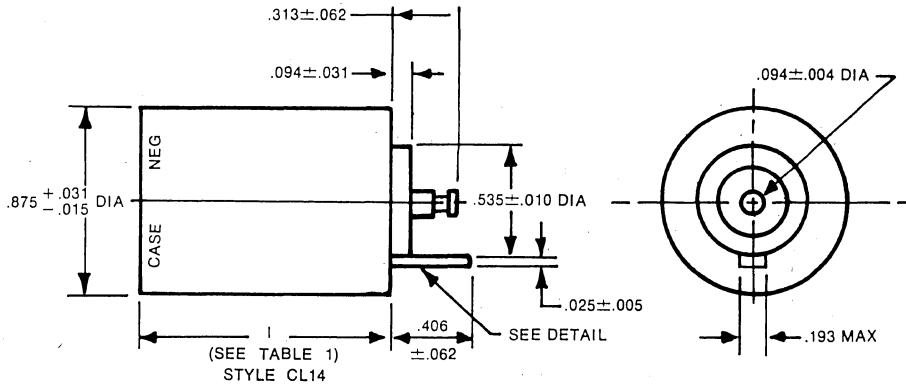 .313±.062
.094±.031
.094±.004 DIA
CASE NEG
.875 +.031 -.015 DIA
.535±.010 DIA
.025±.005
SEE DETAIL
.406
±.062
.193 MAX
l
(SEE TABLE 1)
STYLE CL14